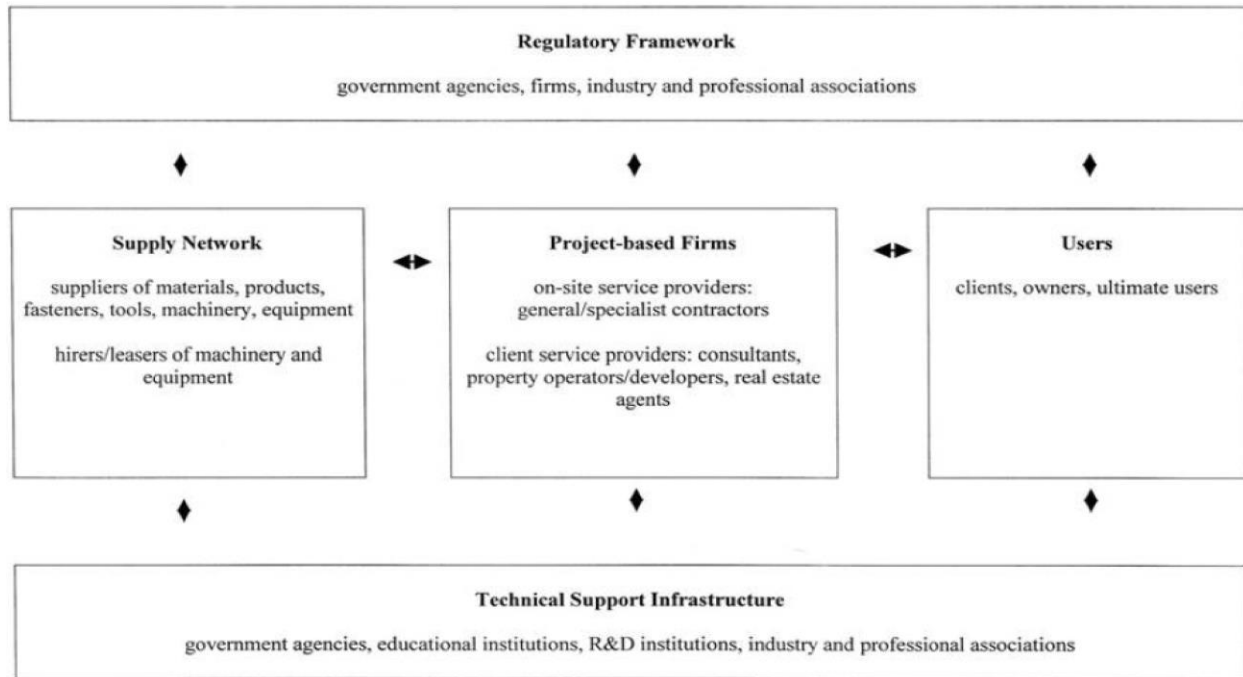 Regulatory Framework
government agencies, firms, industry and professional associations
Supply Network
suppliers of materials, products,
fasteners, tools, machinery, equipment
hirers/leasers of machinery and
equipment
Project-based Firms
on-site service providers:
general/specialist contractors
client service providers: consultants,
property operators/developers, real estate
agents
Users
clients, owners, ultimate users
Technical Support Infrastructure
government agencies, educational institutions, R&D institutions, industry and professional associations